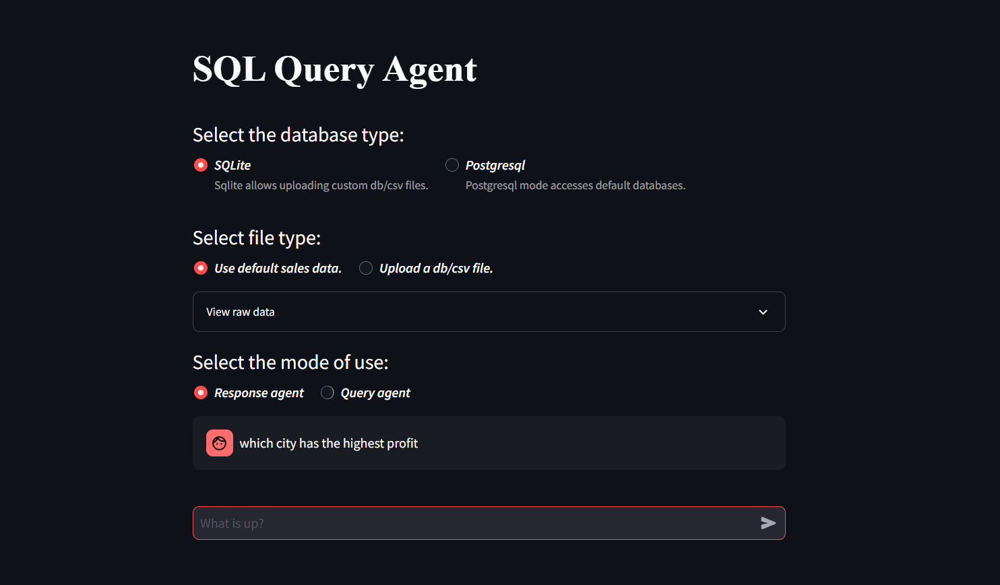 SQL Query Agent
Select the database type:
SQLite
Sqlite allows uploading custom db/csv files.
Postgresql
Postgresql mode accesses default databases.
Select file type:
Use default sales data.
Upload a db/csv file.
View raw data
Select the mode of use:
Response agent
Query agent
which city has the highest profit
What is up?